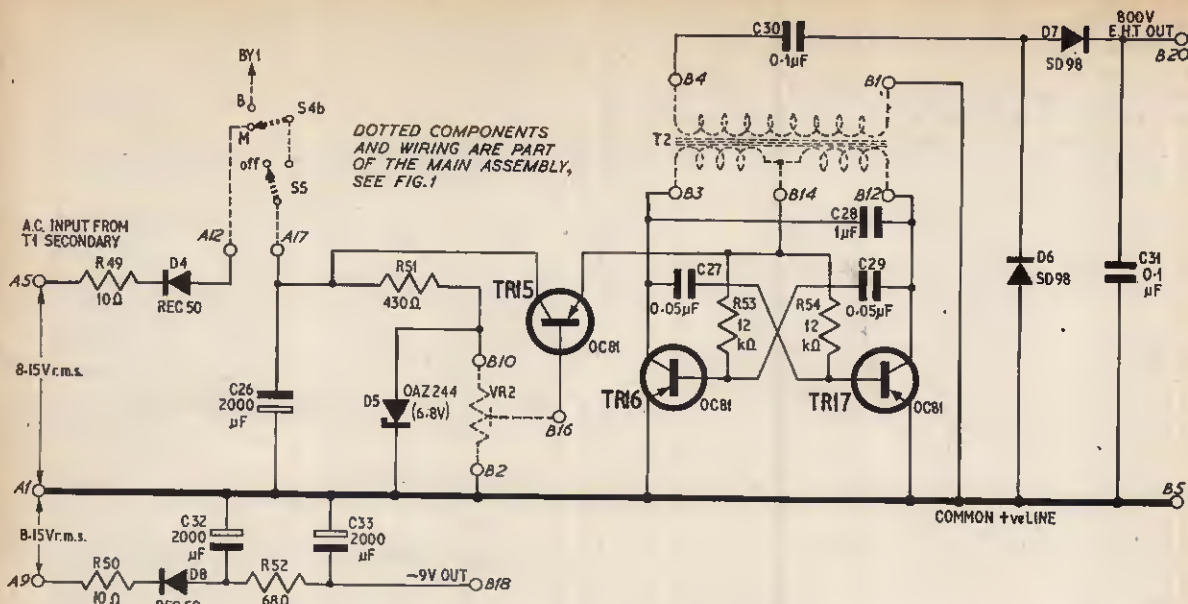 C30
0·1µF
D7
SD98
800V
E.H.T OUT
B20
BY1
B
M
S4b
off
S5
DOTTED COMPONENTS
AND WIRING ARE PART
OF THE MAIN ASSEMBLY,
SEE FIG.1
B4
B1
T2
B3
B14
B12
C28
1µF
A.C. INPUT FROM
T1 SECONDARY
A12
A17
A5
R49
10Ω
D4
REC50
R51
430Ω
TR15
OC81
C27
0·05µF
R53
12
kΩ
R54
12
kΩ
C29
0·05µF
D6
SD98
C31
0·1
µF
8-15Vr.m.s.
C26
2000
µF
D5
OAZ244
(6·8V)
B10
VR2
B16
B2
TR16
OC81
TR17
OC81
A1
COMMON +ve LINE
B5
8-15Vr.m.s.
C32
2000
µF
C33
2000
µF
A9
R50
10Ω
D8
R52
68Ω
−9V OUT
B18